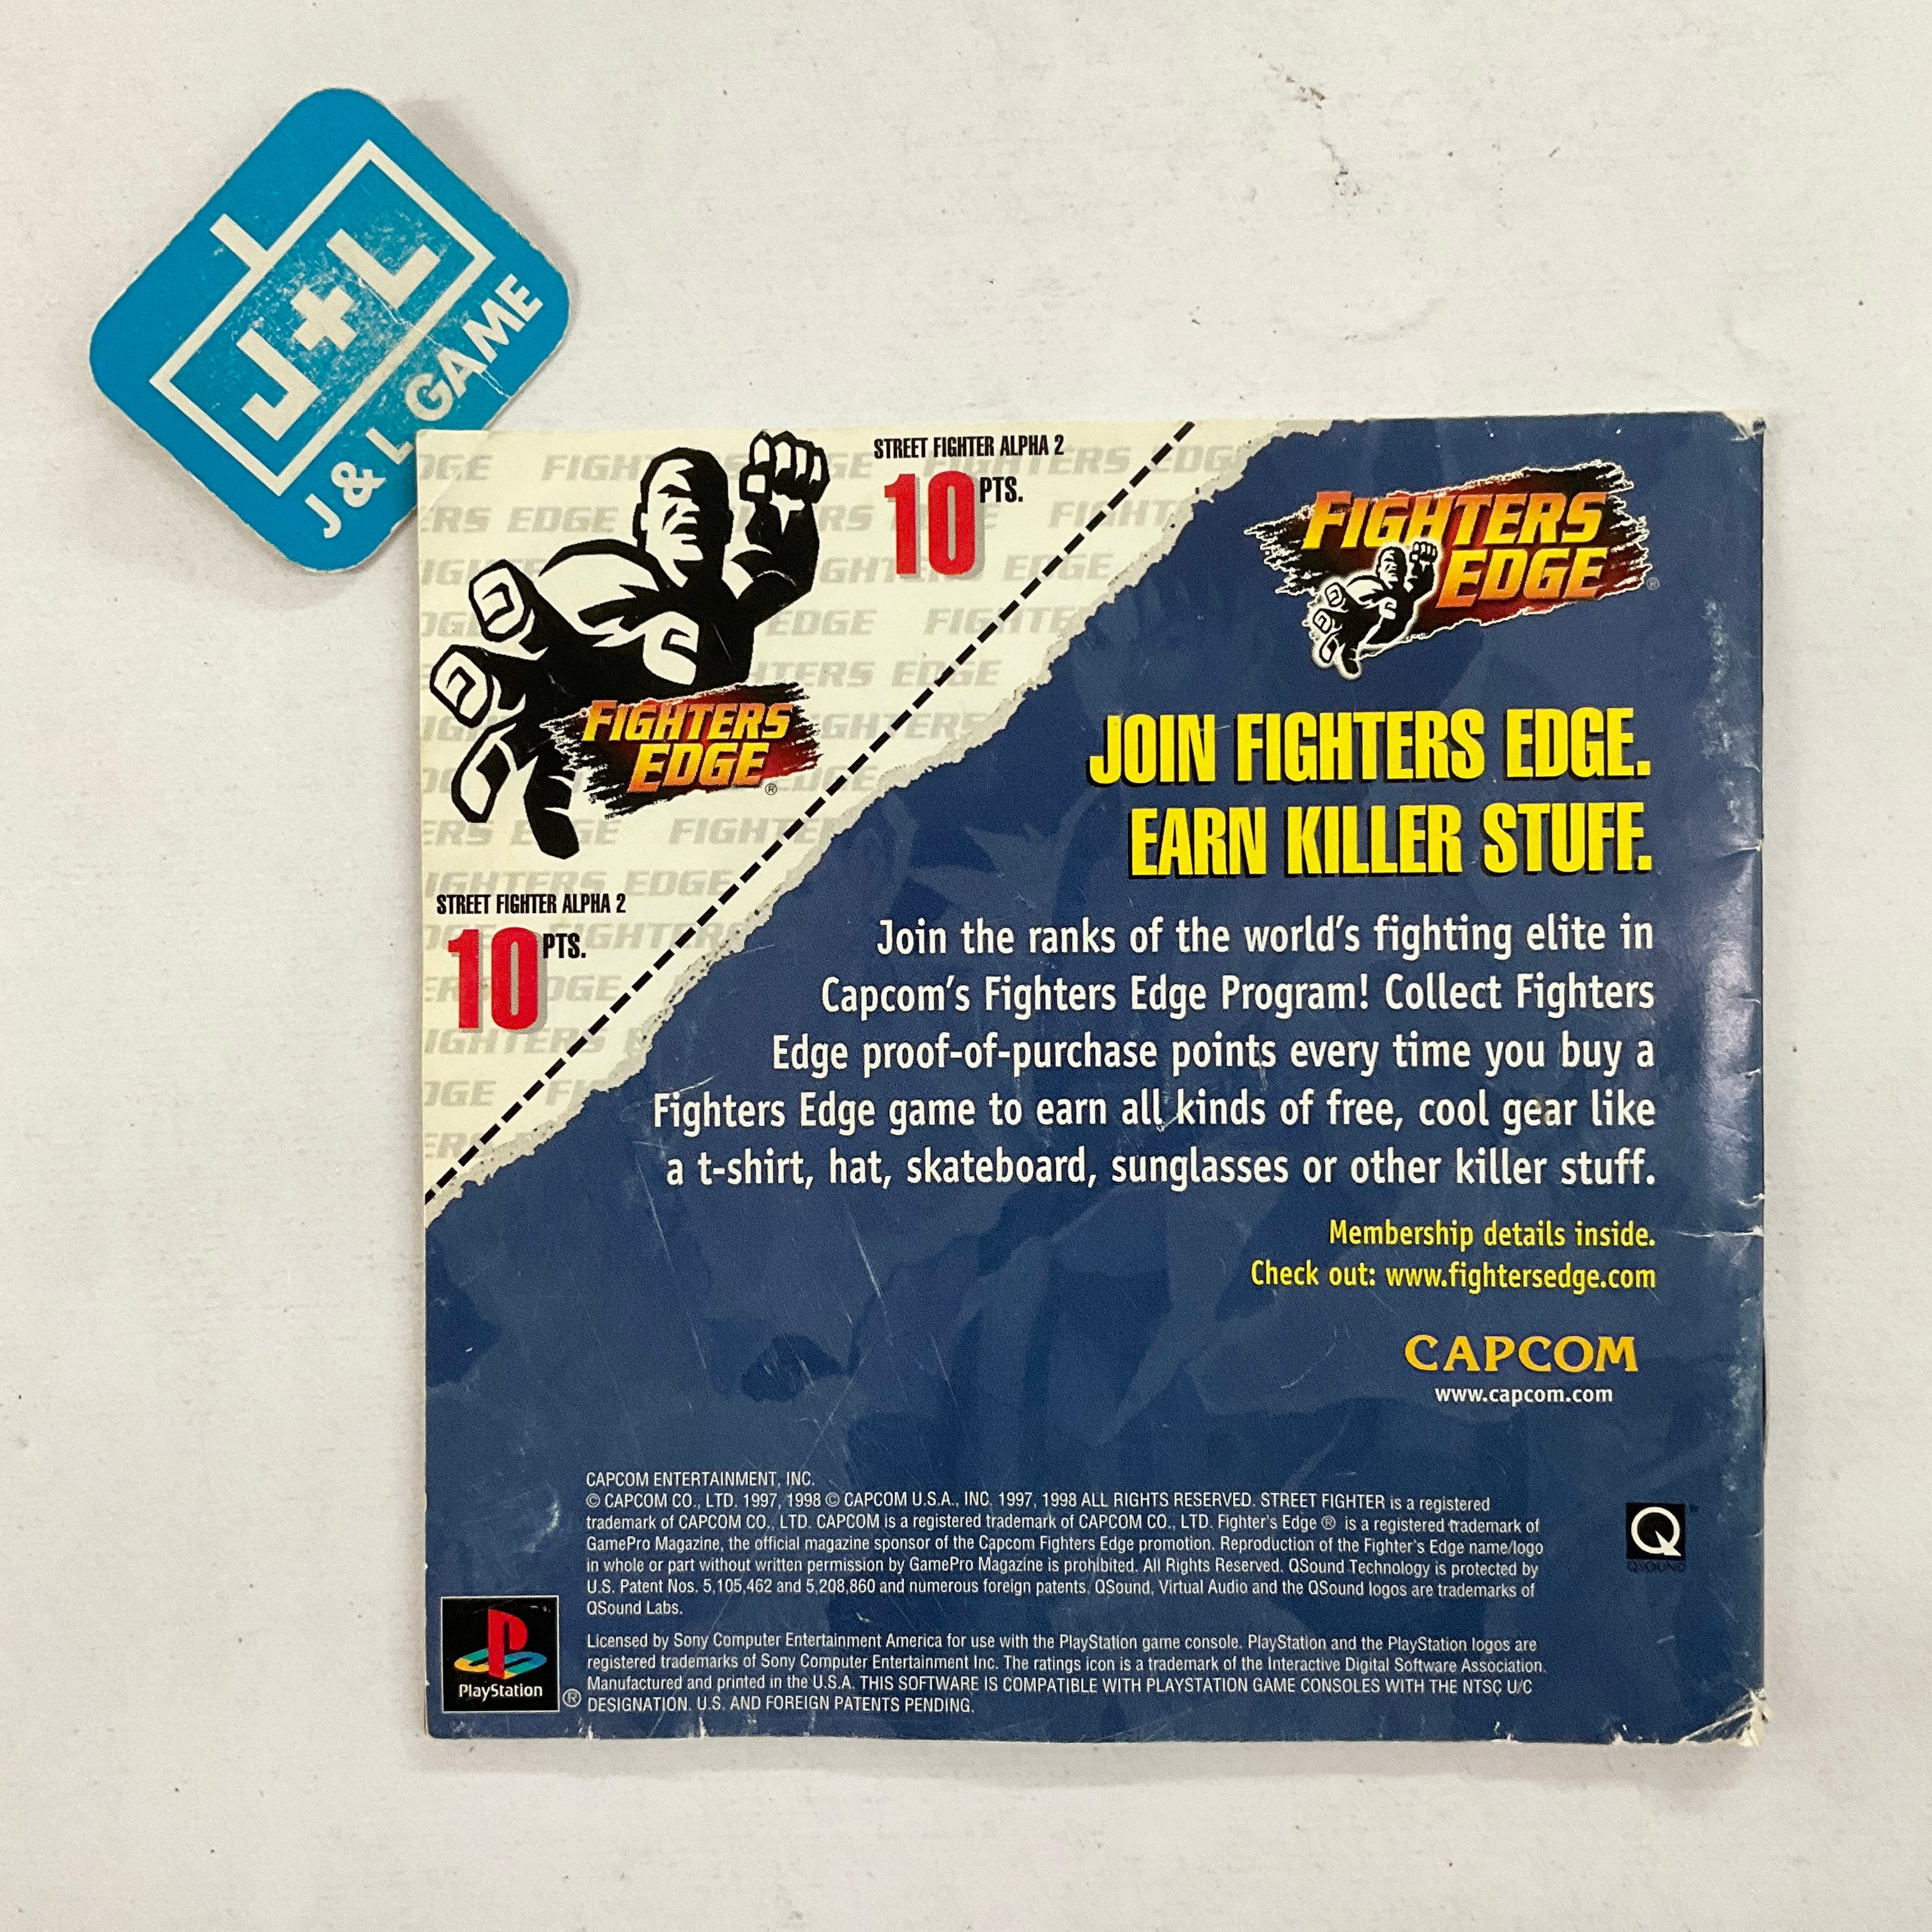 J+L
J & L GAME
STREET FIGHTER ALPHA 2
10 PTS.
FIGHTERS
EDGE ®
STREET FIGHTER ALPHA 2
10 PTS.
FIGHTERS
EDGE ®
JOIN FIGHTERS EDGE.
EARN KILLER STUFF.
Join the ranks of the world's fighting elite in
Capcom's Fighters Edge Program! Collect Fighters
Edge proof-of-purchase points every time you buy a
Fighters Edge game to earn all kinds of free, cool gear like
a t-shirt, hat, skateboard, sunglasses or other killer stuff.
Membership details inside.
Check out: www.fightersedge.com
CAPCOM
www.capcom.com
CAPCOM ENTERTAINMENT, INC.
© CAPCOM CO., LTD. 1997, 1998 © CAPCOM U.S.A., INC. 1997, 1998 ALL RIGHTS RESERVED. STREET FIGHTER is a registered
trademark of CAPCOM CO., LTD. CAPCOM is a registered trademark of CAPCOM CO., LTD. Fighter's Edge ® is a registered trademark of
GamePro Magazine, the official magazine sponsor of the Capcom Fighters Edge promotion. Reproduction of the Fighter's Edge name/logo
in whole or part without written permission by GamePro Magazine is prohibited. All Rights Reserved. QSound Technology is protected by
U.S. Patent Nos. 5,105,462 and 5,208,860 and numerous foreign patents. QSound, Virtual Audio and the QSound logos are trademarks of
QSound Labs.
Q
QSOUND
Licensed by Sony Computer Entertainment America for use with the PlayStation game console. PlayStation and the PlayStation logos are
registered trademarks of Sony Computer Entertainment Inc. The ratings icon is a trademark of the Interactive Digital Software Association.
Manufactured and printed in the U.S.A. THIS SOFTWARE IS COMPATIBLE WITH PLAYSTATION GAME CONSOLES WITH THE NTSC U/C
DESIGNATION. U.S. AND FOREIGN PATENTS PENDING.
PlayStation ®